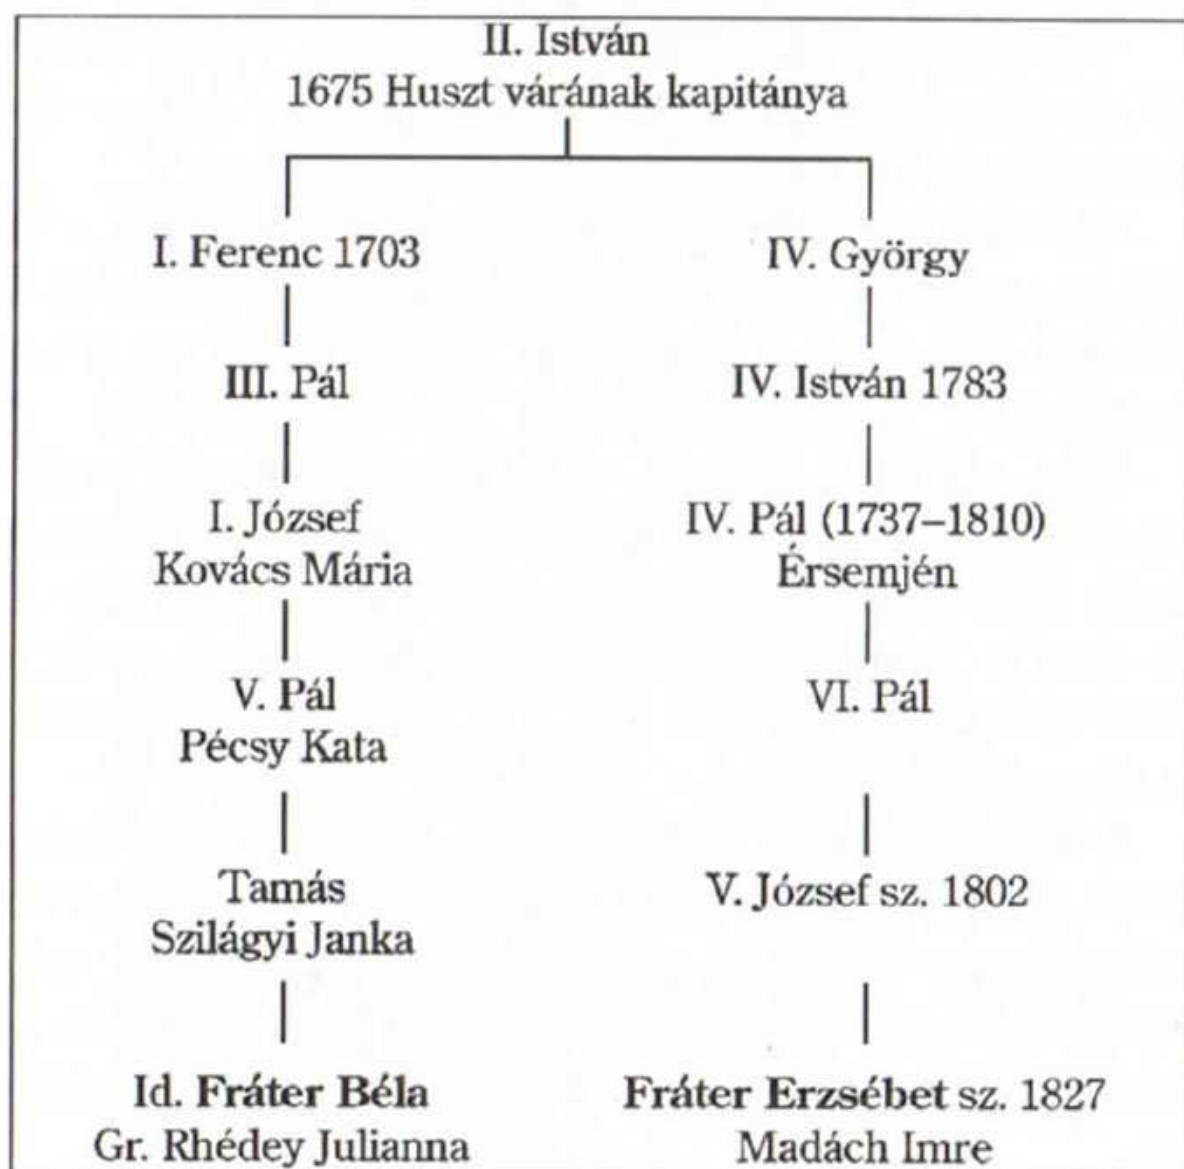 II. István
1675 Huszt várának kapitánya
I. Ferenc 1703
IV. György
III. Pál
IV. István 1783
I. József
Kovács Mária
IV. Pál (1737–1810)
Érsemjén
V. Pál
Pécsy Kata
VI. Pál
Tamás
Szilágyi Janka
V. József sz. 1802
Id. Fráter Béla
Gr. Rhédey Julianna
Fráter Erzsébet sz. 1827
Madách Imre